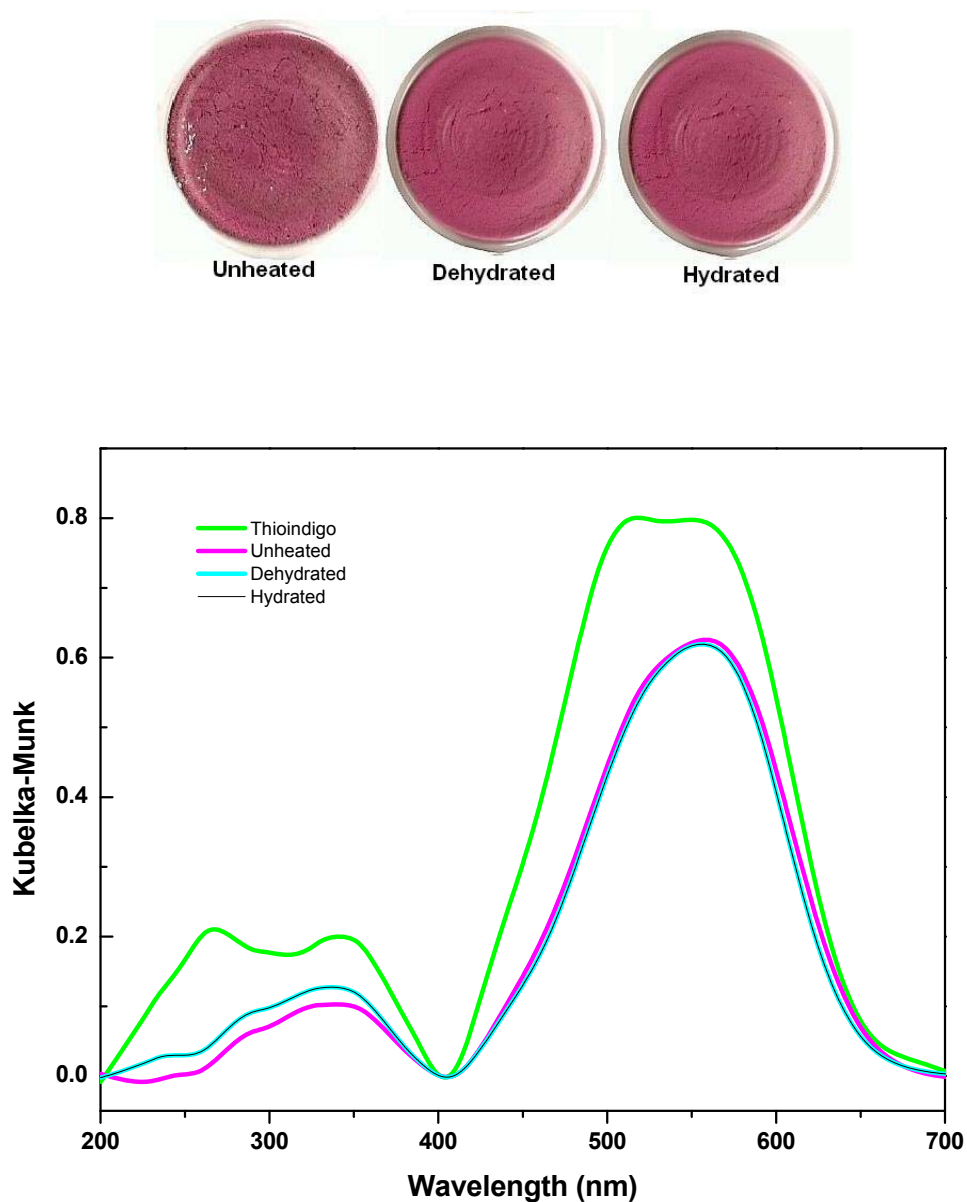 Unheated Dehydrated Hydrated
Thioindigo
Unheated
Dehydrated
Hydrated
0.8
0.6
0.4
0.2
0.0
Kubelka-Munk
200 300 400 500 600 700
Wavelength (nm)